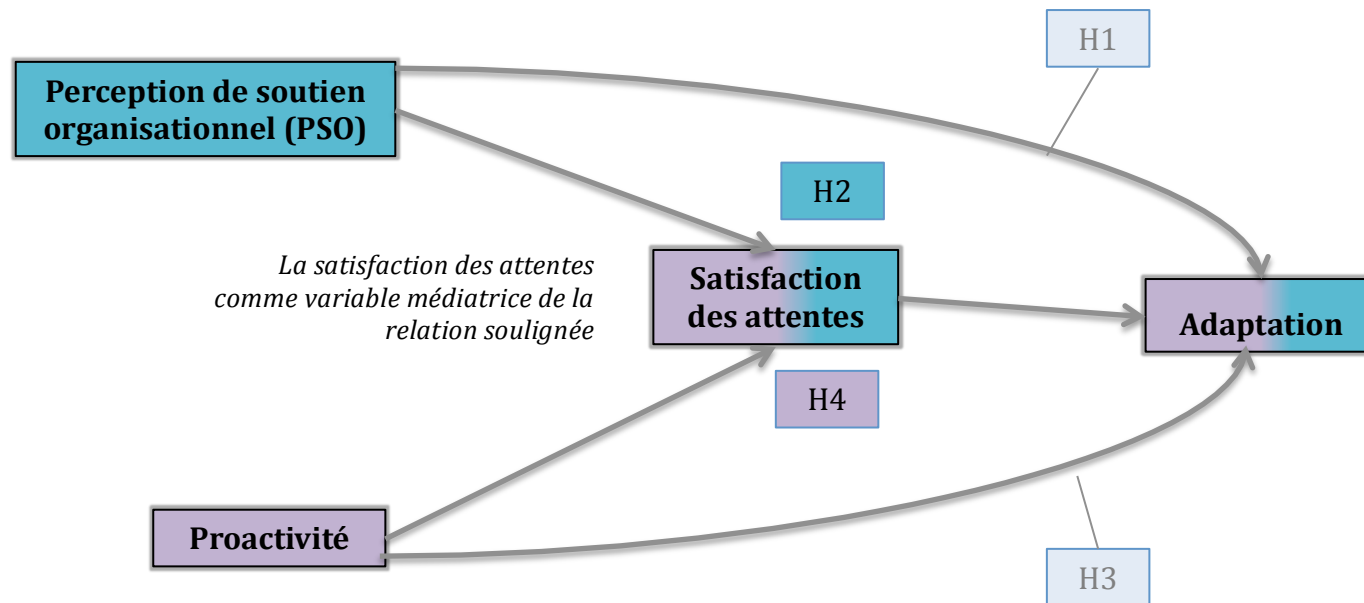 H1
Perception de soutien
organisationnel (PSO)
H2
La satisfaction des attentes
comme variable médiatrice de la
relation soulignée
Satisfaction
des attentes
Adaptation
H4
Proactivité
H3